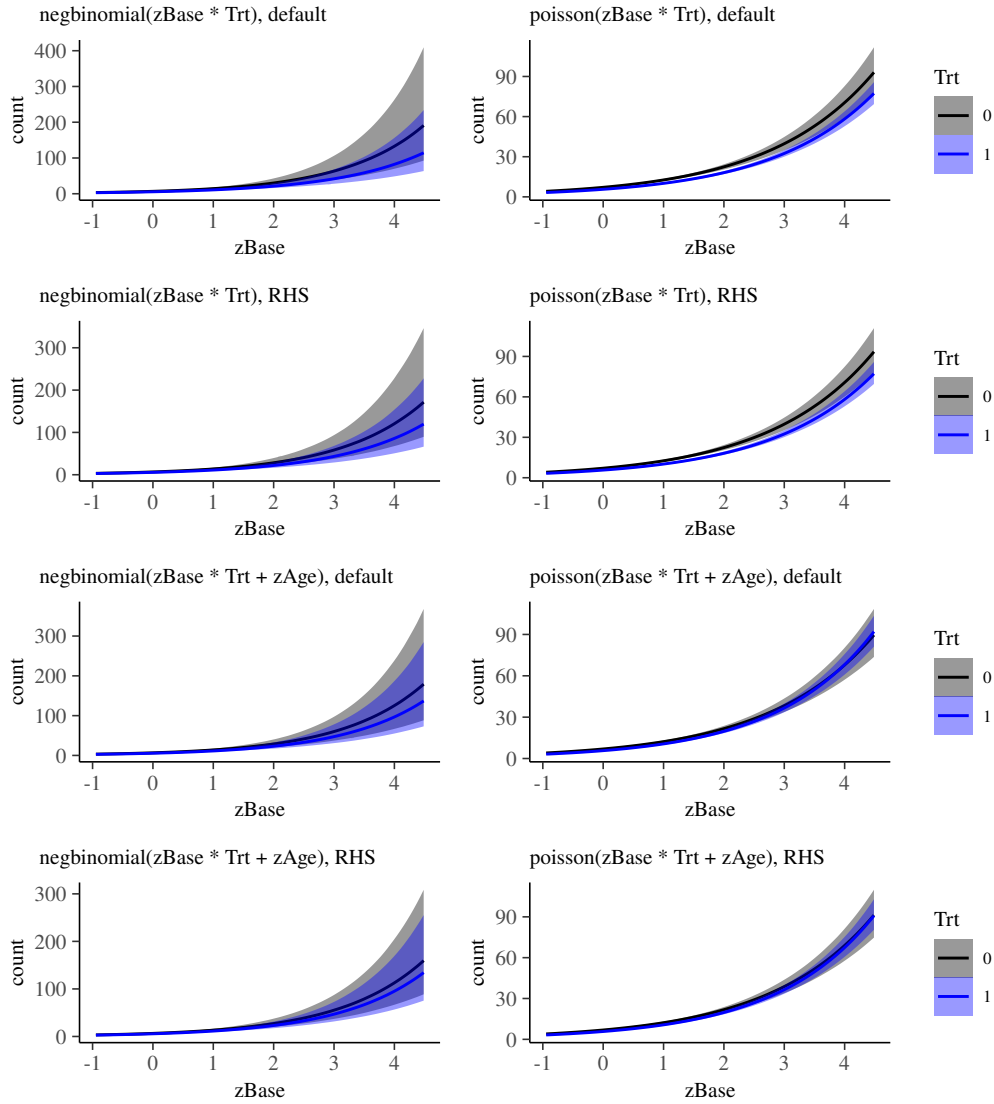 negbinomial(zBase * Trt), default
poisson(zBase * Trt), default
count
400
300
200
100
0
-1 0 1 2 3 4
zBase
count
90
60
30
0
-1 0 1 2 3 4
zBase
Trt
0
1
negbinomial(zBase * Trt), RHS
poisson(zBase * Trt), RHS
count
300
200
100
0
-1 0 1 2 3 4
zBase
count
90
60
30
0
-1 0 1 2 3 4
zBase
Trt
0
1
negbinomial(zBase * Trt + zAge), default
poisson(zBase * Trt + zAge), default
count
300
200
100
0
-1 0 1 2 3 4
zBase
count
90
60
30
0
-1 0 1 2 3 4
zBase
Trt
0
1
negbinomial(zBase * Trt + zAge), RHS
poisson(zBase * Trt + zAge), RHS
count
300
200
100
0
-1 0 1 2 3 4
zBase
count
90
60
30
0
-1 0 1 2 3 4
zBase
Trt
0
1